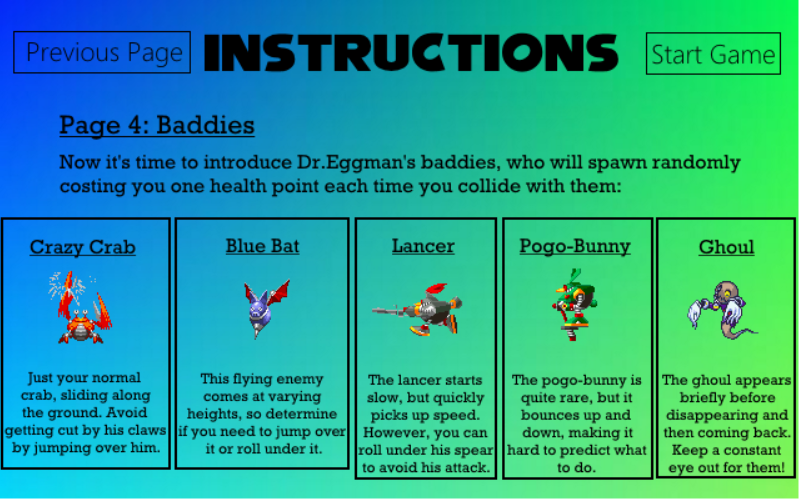 Previous Page
INSTRUCTIONS
Start Game
Page 4: Baddies
Now it's time to introduce Dr.Eggman's baddies, who will spawn randomly
costing you one health point each time you collide with them:
Crazy Crab
Just your normal
crab, sliding along
the ground. Avoid
getting cut by his claws
by jumping over him.
Blue Bat
This flying enemy
comes at varying
heights, so determine
if you need to jump over
it or roll under it.
Lancer
The lancer starts
slow, but quickly
picks up speed.
However, you can
roll under his spear
to avoid his attack.
Pogo-Bunny
The pogo-bunny is
quite rare, but it
bounces up and
down, making it
hard to predict what
to do.
Ghoul
The ghoul appears
briefly before
disappearing and
then coming back.
Keep a constant
eye out for them!